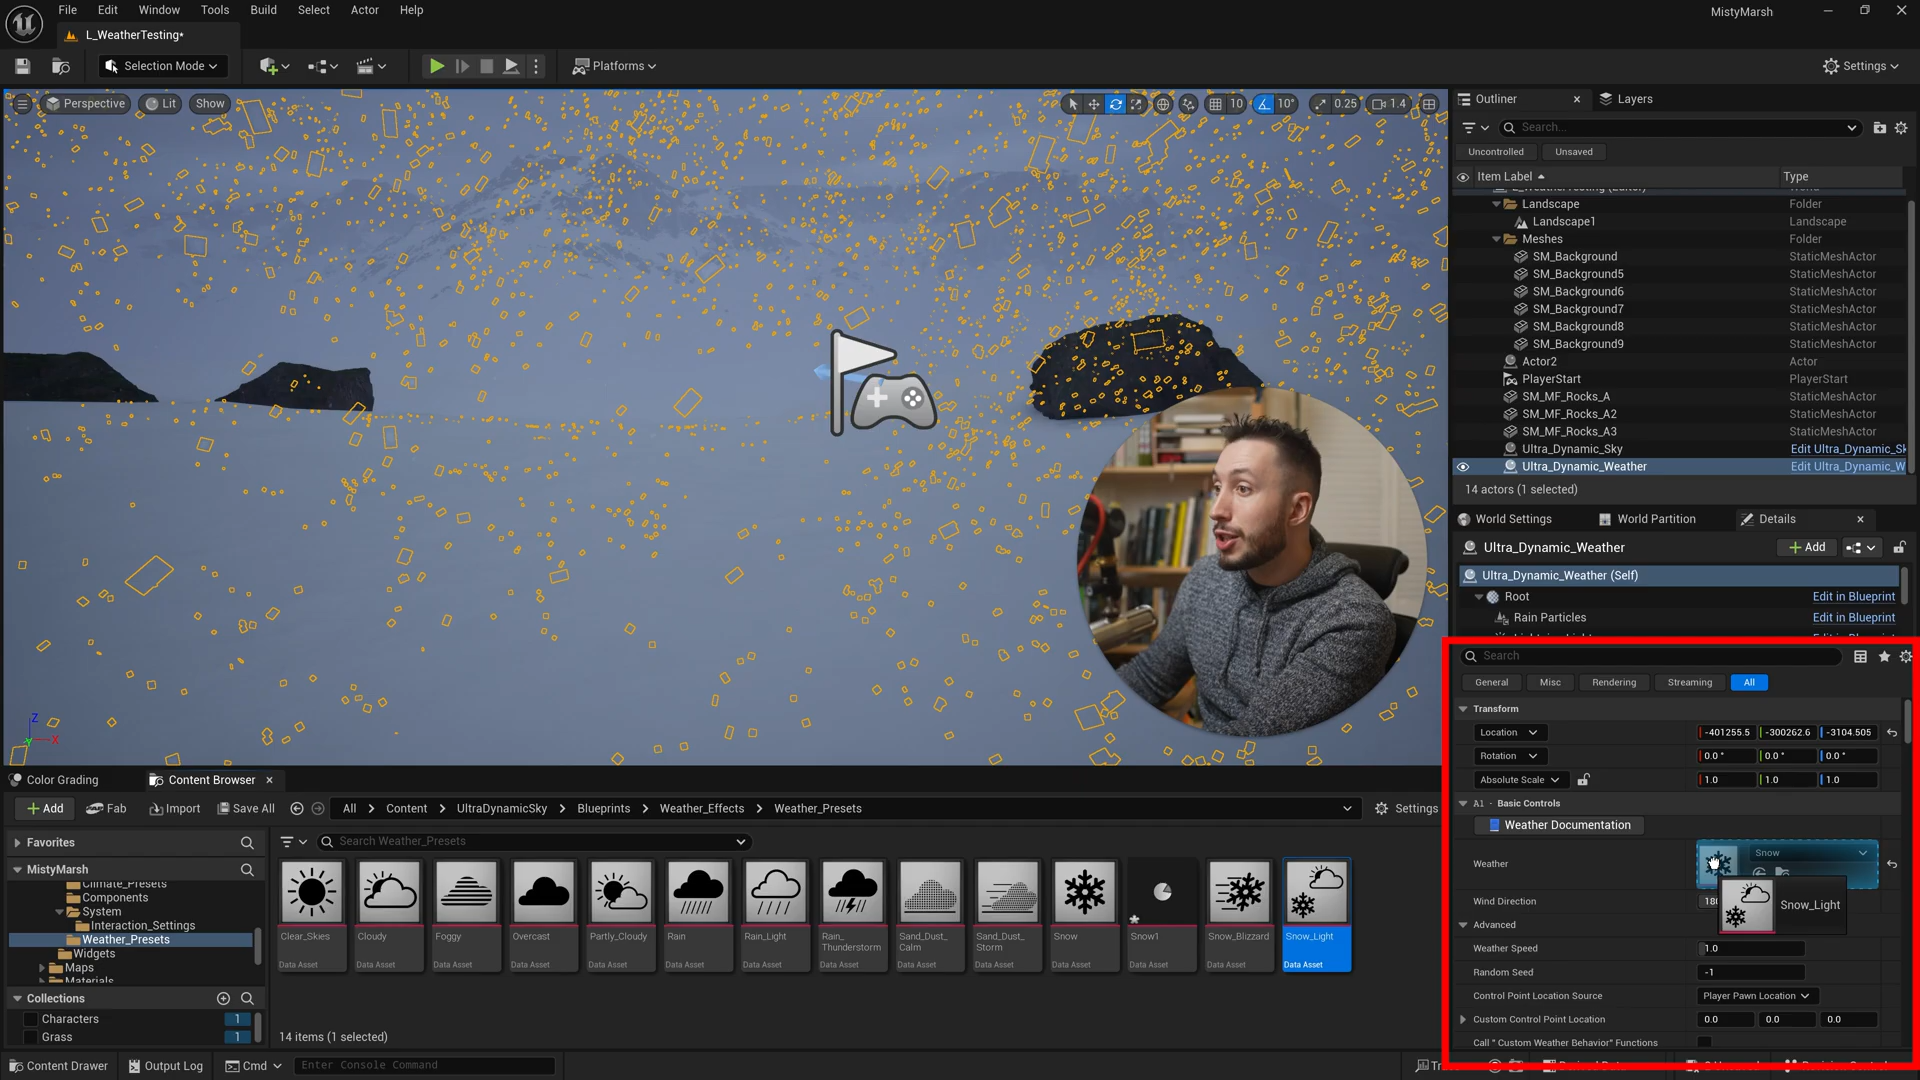 File Edit Window Tools Build Select Actor Help
MistyMarsh
L_WeatherTesting*
Selection Mode
Platforms
Settings
Perspective Lit Show
10 10° 0.25 1.4
Outliner Layers
Search...
Uncontrolled Unsaved
Item Label Type
Landscape Folder
Landscape1 Landscape
Meshes Folder
SM_Background StaticMeshActor
SM_Background5 StaticMeshActor
SM_Background6 StaticMeshActor
SM_Background7 StaticMeshActor
SM_Background8 StaticMeshActor
SM_Background9 StaticMeshActor
Actor2 Actor
PlayerStart PlayerStart
SM_MF_Rocks_A StaticMeshActor
SM_MF_Rocks_A2 StaticMeshActor
SM_MF_Rocks_A3 StaticMeshActor
Ultra_Dynamic_Sky Edit Ultra_Dynamic_Sk
Ultra_Dynamic_Weather Edit Ultra_Dynamic_W
14 actors (1 selected)
World Settings World Partition Details
Ultra_Dynamic_Weather Add
Ultra_Dynamic_Weather (Self)
Root Edit in Blueprint
Rain Particles Edit in Blueprint
Search
General Misc Rendering Streaming All
Transform
Location -401255.5 -300262.6 -3104.505
Rotation 0.0° 0.0° 0.0°
Absolute Scale 1.0 1.0 1.0
A1 - Basic Controls
Weather Documentation
Weather Snow
Snow_Light
Wind Direction 180
Advanced
Weather Speed 1.0
Random Seed -1
Control Point Location Source Player Pawn Location
Custom Control Point Location 0.0 0.0 0.0
Call " Custom Weather Behavior" Functions
Z
X
Color Grading Content Browser
Add Fab Import Save All All Content UltraDynamicSky Blueprints Weather_Effects Weather_Presets Settings
Favorites
MistyMarsh
Climate_Presets
Components
System
Interaction_Settings
Weather_Presets
Widgets
Maps
Materials
Collections
Characters 1
Grass 1
Search Weather_Presets
Clear_Skies Cloudy Foggy Overcast Partly_Cloudy Rain Rain_Light Rain_ Sand_Dust_ Sand_Dust_ Snow Snow1 Snow_Blizzard Snow_Light
Thunderstorm Calm Storm
Data Asset Data Asset Data Asset Data Asset Data Asset Data Asset Data Asset Data Asset Data Asset Data Asset Data Asset Data Asset Data Asset Data Asset
14 items (1 selected)
Content Drawer Output Log Cmd Enter Console Command